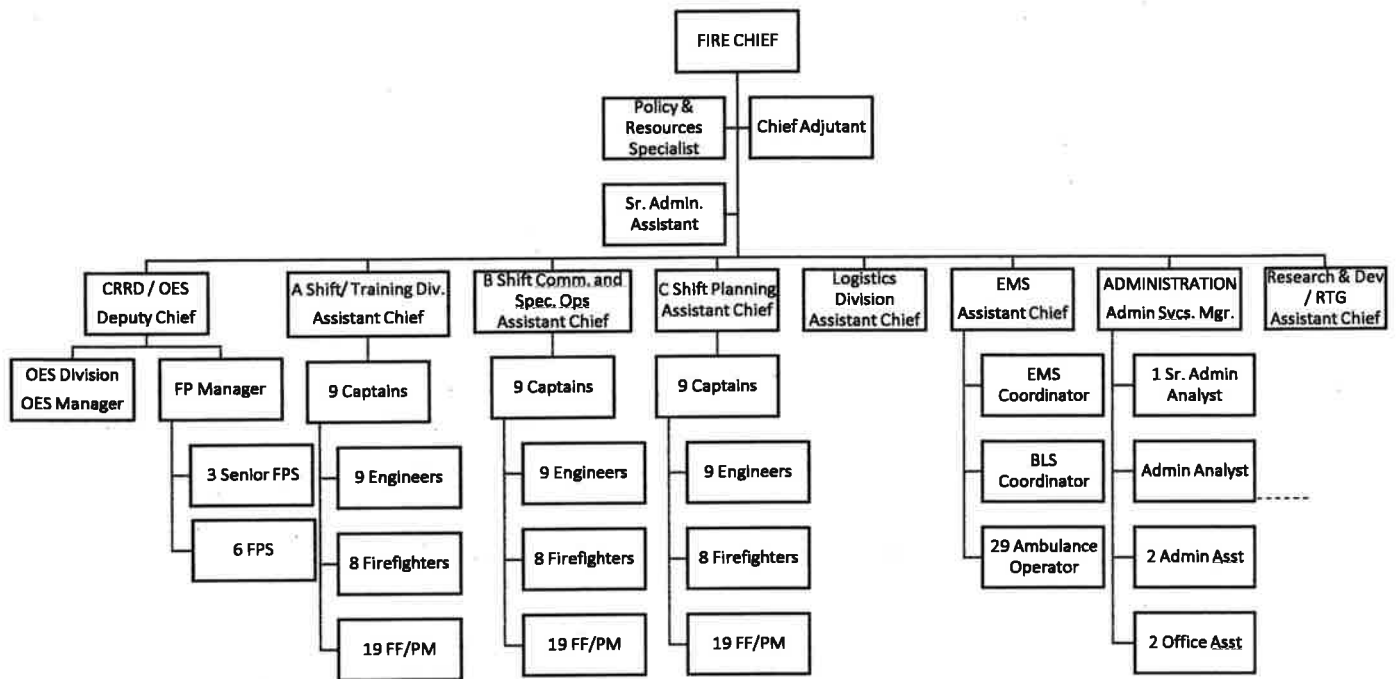 FIRE CHIEF
Policy &
Resources
Specialist
Chief Adjutant
Sr. Admin.
Assistant
CRRD / OES
Deputy Chief
A Shift/ Training Div.
Assistant Chief
B Shift Comm. and
Spec. Ops
Assistant Chief
C Shift Planning
Assistant Chief
Logistics
Division
Assistant Chief
EMS
Assistant Chief
ADMINISTRATION
Admin Svcs. Mgr.
Research & Dev
/ RTG
Assistant Chief
OES Division
OES Manager
FP Manager
3 Senior FPS
6 FPS
9 Captains
9 Engineers
8 Firefighters
19 FF/PM
9 Captains
9 Engineers
8 Firefighters
19 FF/PM
9 Captains
9 Engineers
8 Firefighters
19 FF/PM
EMS
Coordinator
BLS
Coordinator
29 Ambulance
Operator
1 Sr. Admin
Analyst
Admin Analyst
2 Admin Asst
2 Office Asst